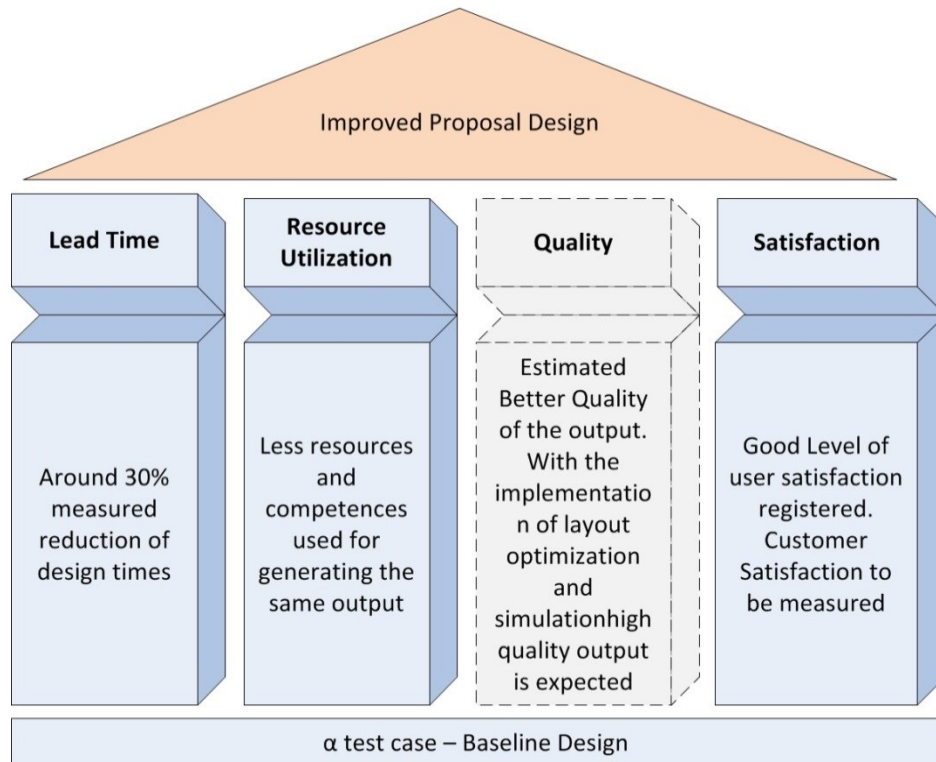 Improved Proposal Design
Lead Time
Resource
Utilization
Quality
Satisfaction
Around 30%
measured
reduction of
design times
Less resources
and
competences
used for
generating the
same output
Estimated
Better Quality
of the output.
With the
implementatio
n of layout
optimization
and
simulationhigh
quality output
is expected
Good Level of
user satisfaction
registered.
Customer
Satisfaction to
be measured
α test case – Baseline Design